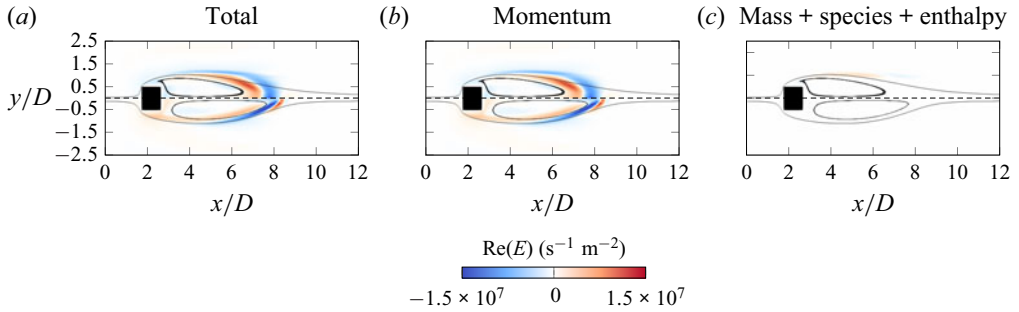 (a) Total (b) Momentum (c) Mass + species + enthalpy
2.5
1.5
y/D 0.5
−0.5
−1.5
−2.5
0 2 4 6 8 10 12 0 2 4 6 8 10 12 0 2 4 6 8 10 12
x/D x/D x/D
Re(E) (s⁻¹ m⁻²)
−1.5 × 10⁷ 0 1.5 × 10⁷